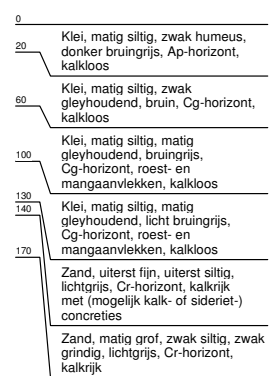 0
Klei, matig siltig, zwak humeus,
donker bruingrijs, Ap-horizont,
kalkloos
20
Klei, matig siltig, zwak
gleyhoudend, bruin, Cg-horizont,
kalkloos
60
Klei, matig siltig, matig
gleyhoudend, bruingrijs,
Cg-horizont, roest- en
mangaanvlekken, kalkloos
100
Klei, matig siltig, matig
gleyhoudend, licht bruingrijs,
Cg-horizont, roest- en
mangaanvlekken, kalkloos
130
Zand, uiterst fijn, uiterst siltig,
lichtgrijs, Cr-horizont, kalkrijk
met (mogelijk kalk- of sideriet-)
concreties
140
Zand, matig grof, zwak siltig, zwak
grindig, lichtgrijs, Cr-horizont,
kalkrijk
170